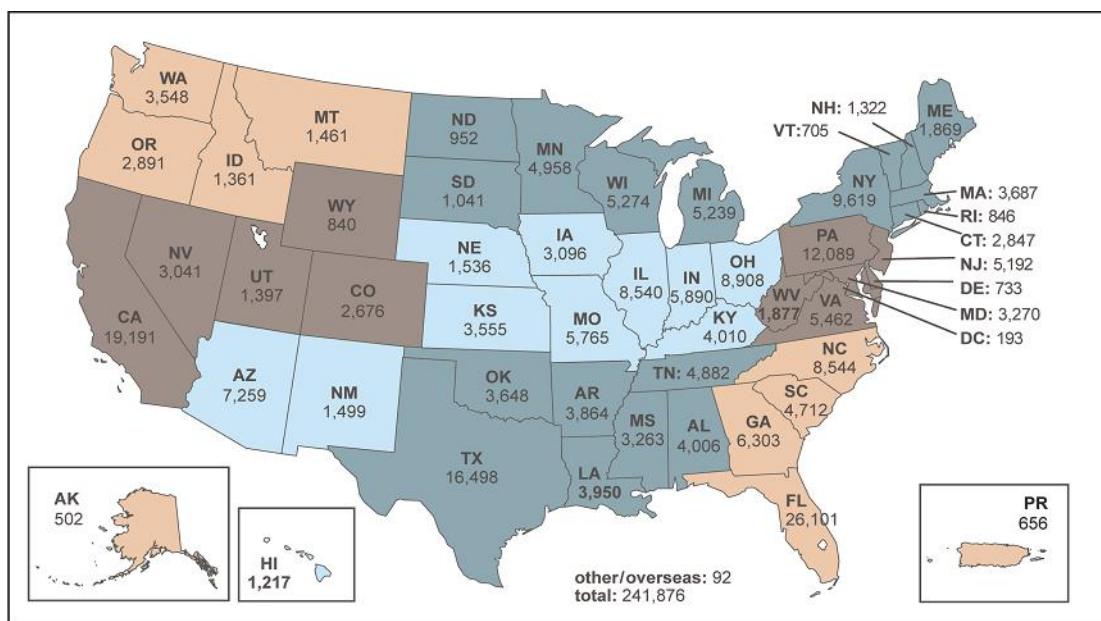 WA
3,548
OR
2,891
ID
1,361
MT
1,461
ND
952
MN
4,958
SD
1,041
WI
5,274
MI
5,239
NH: 1,322
VT:705
ME
1,869
NY
9,619
MA: 3,687
RI: 846
CT: 2,847
NJ: 5,192
DE: 733
MD: 3,270
DC: 193
PA
12,089
WY
840
NV
3,041
UT
1,397
CO
2,676
CA
19,191
NE
1,536
IA
3,096
KS
3,555
MO
5,765
IL
8,540
IN
5,890
OH
8,908
KY
4,010
WV
1,877
VA
5,462
NC
8,544
TN: 4,882
SC
4,712
AZ
7,259
NM
1,499
OK
3,648
AR
3,864
MS
3,263
AL
4,006
GA
6,303
TX
16,498
LA
3,950
FL
26,101
AK
502
HI
1,217
PR
656
other/overseas: 92
total: 241,876